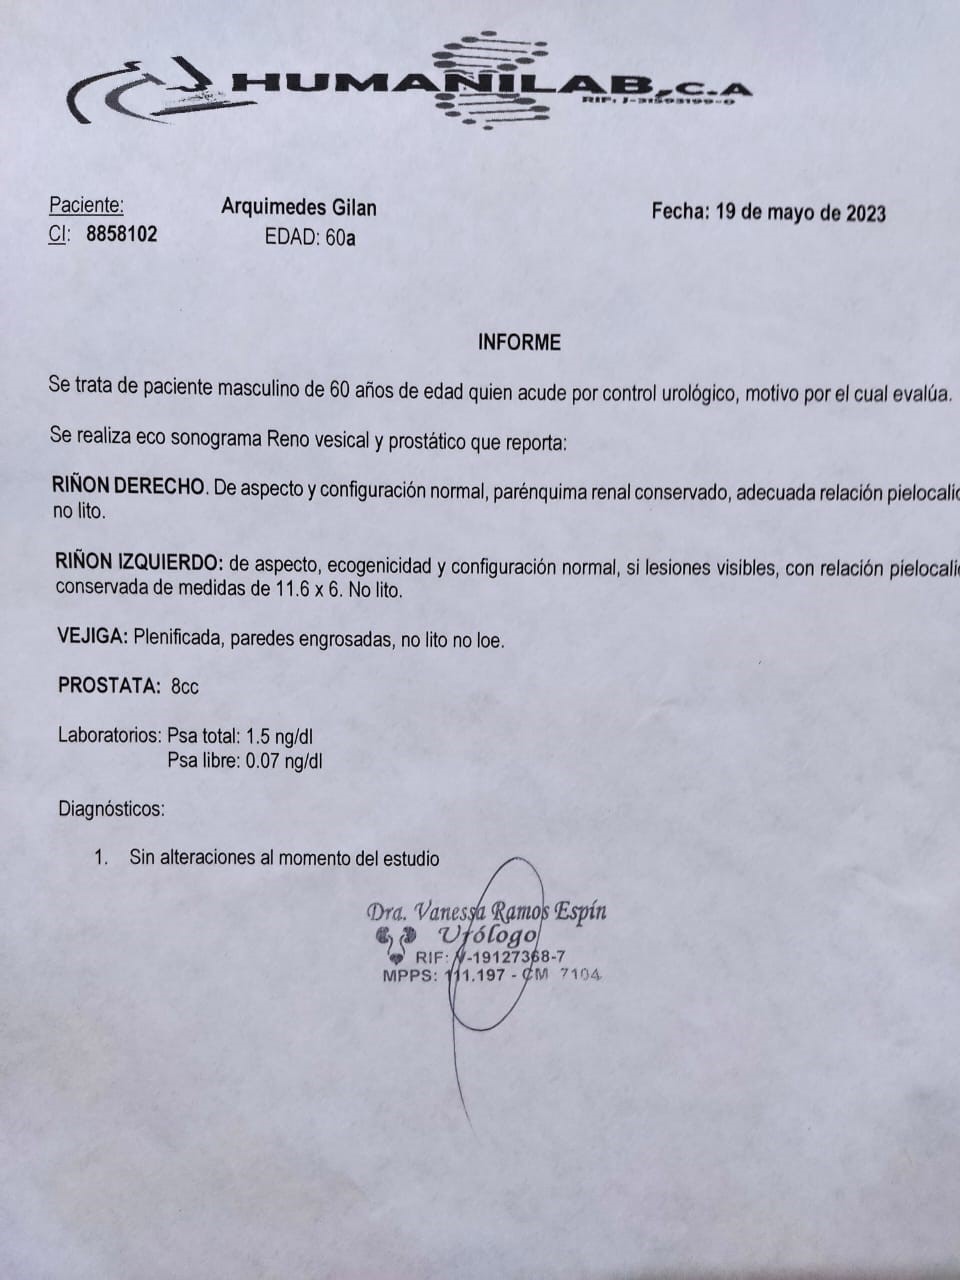 HUMANILAB, C.A
RIF: J-31593199-0
Paciente: Arquimedes Gilan Fecha: 19 de mayo de 2023
CI: 8858102 EDAD: 60a
INFORME
Se trata de paciente masculino de 60 años de edad quien acude por control urológico, motivo por el cual evalúa.
Se realiza eco sonograma Reno vesical y prostático que reporta:
RIÑON DERECHO. De aspecto y configuración normal, parénquima renal conservado, adecuada relación pielocalic
no lito.
RIÑON IZQUIERDO: de aspecto, ecogenicidad y configuración normal, si lesiones visibles, con relación pielocalic
conservada de medidas de 11.6 x 6. No lito.
VEJIGA: Plenificada, paredes engrosadas, no lito no loe.
PROSTATA: 8cc
Laboratorios: Psa total: 1.5 ng/dl
Psa libre: 0.07 ng/dl
Diagnósticos:
1. Sin alteraciones al momento del estudio
Dra. Vanessa Ramos Espín
Urólogo
RIF: V-19127368-7
MPPS: 111.197 - CM 7104